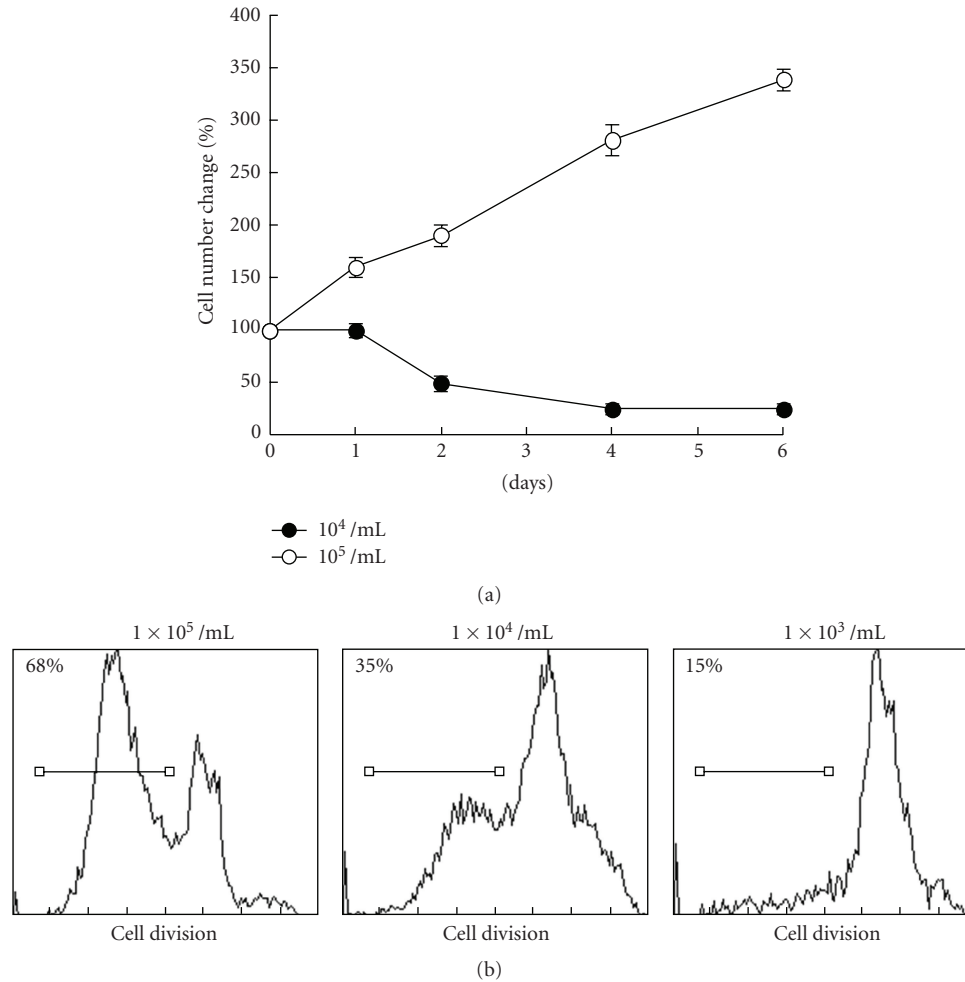 400
350
300
250
200
150
100
50
0
Cell number change (%)
0 1 2 3 4 5 6
(days)
10⁴ /mL
10⁵ /mL
(a)
1 × 10⁵ /mL 1 × 10⁴ /mL 1 × 10³ /mL
68% 35% 15%
Cell division Cell division Cell division
(b)